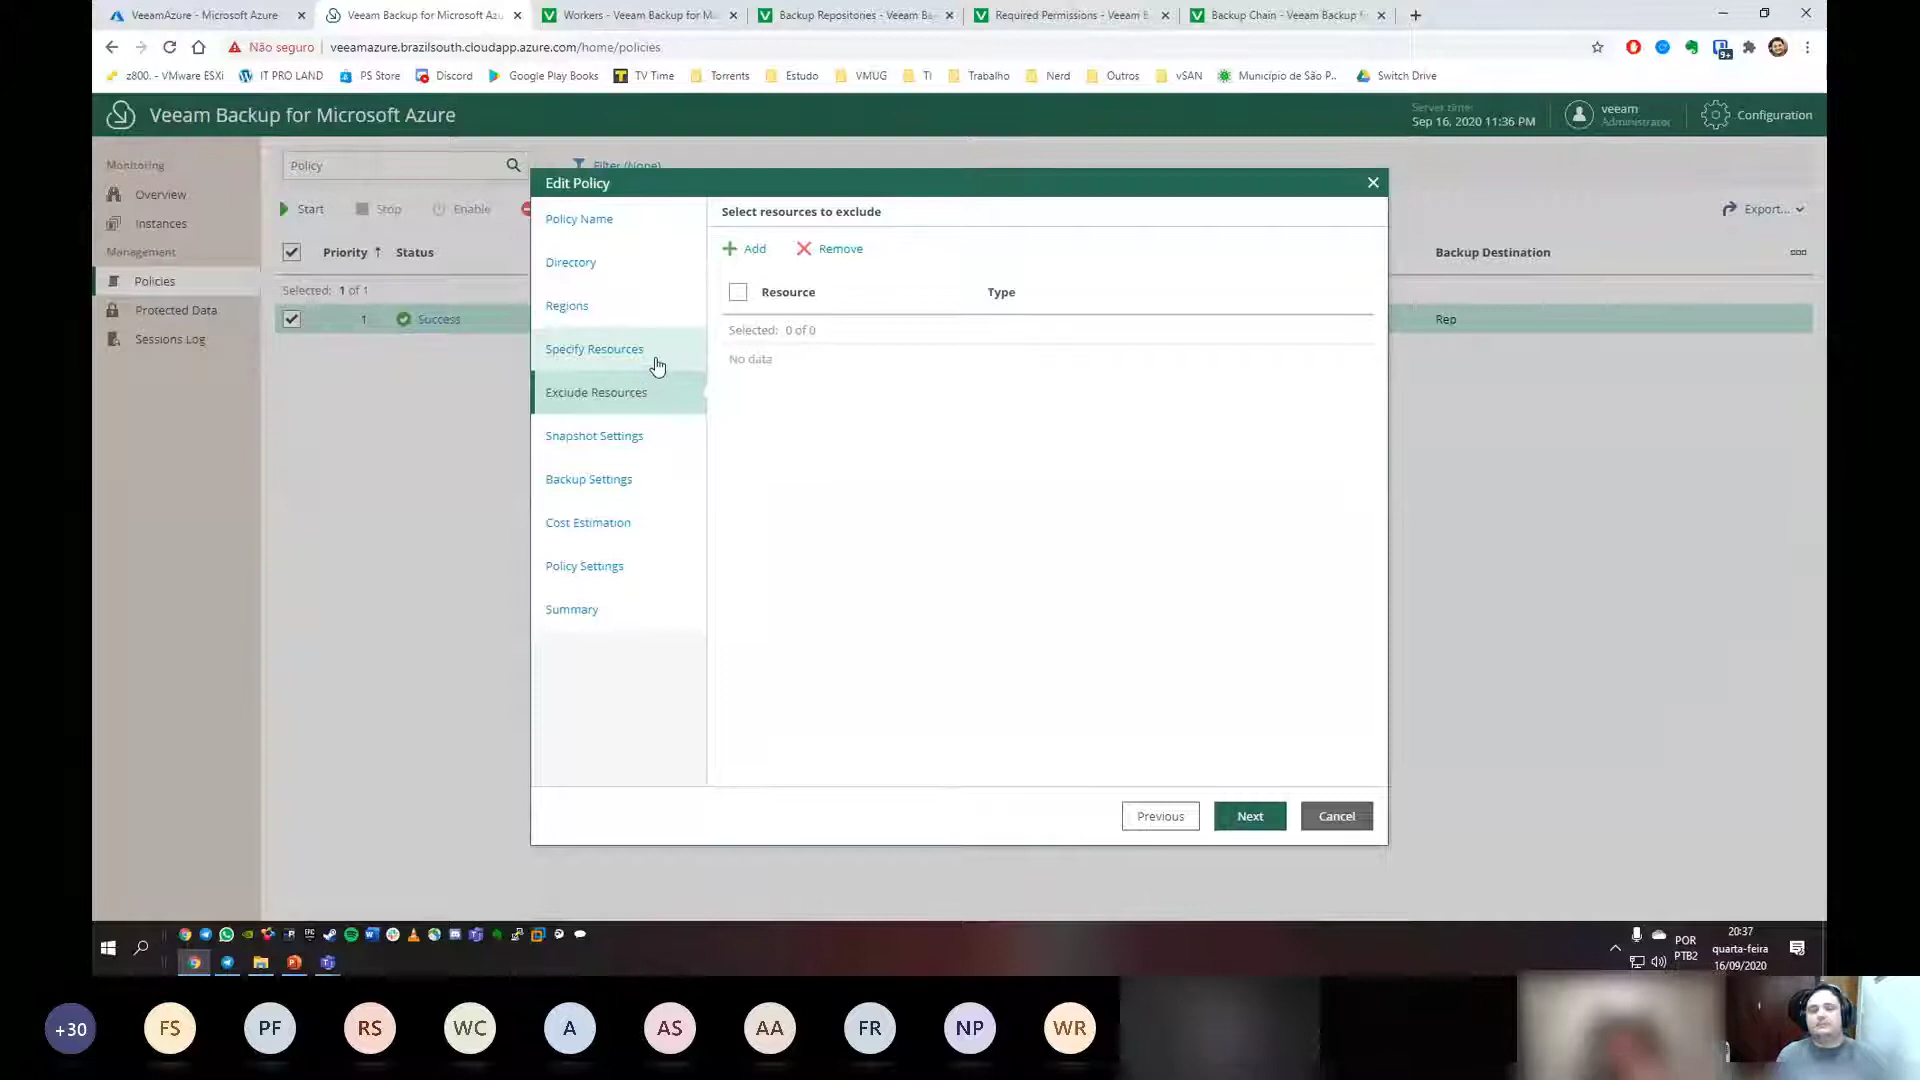 VeeamAzure - Microsoft Azure
Veeam Backup for Microsoft Azu
Workers - Veeam Backup for M
Backup Repositories - Veeam Ba
Required Permissions - Veeam B
Backup Chain - Veeam Backup f
Não seguro
veeamazure.brazilsouth.cloudapp.azure.com/home/policies
z800. - VMware ESXi
IT PRO LAND
PS Store
Discord
Google Play Books
TV Time
Torrents
Estudo
VMUG
TI
Trabalho
Nerd
Outros
vSAN
Município de São P...
Switch Drive
Veeam Backup for Microsoft Azure
Server time:
Sep 16, 2020 11:36 PM
veeam
Administrator
Configuration
Monitoring
Overview
Instances
Management
Policies
Protected Data
Sessions Log
Policy
Filter (None)
Start
Stop
Enable
Export...
Priority
Status
Backup Destination
Selected: 1 of 1
1
Success
Rep
Edit Policy
Policy Name
Directory
Regions
Specify Resources
Exclude Resources
Snapshot Settings
Backup Settings
Cost Estimation
Policy Settings
Summary
Select resources to exclude
Add
Remove
Resource
Type
Selected: 0 of 0
No data
Previous
Next
Cancel
POR
PTB2
20:37
quarta-feira
16/09/2020
+30
FS
PF
RS
WC
A
AS
AA
FR
NP
WR